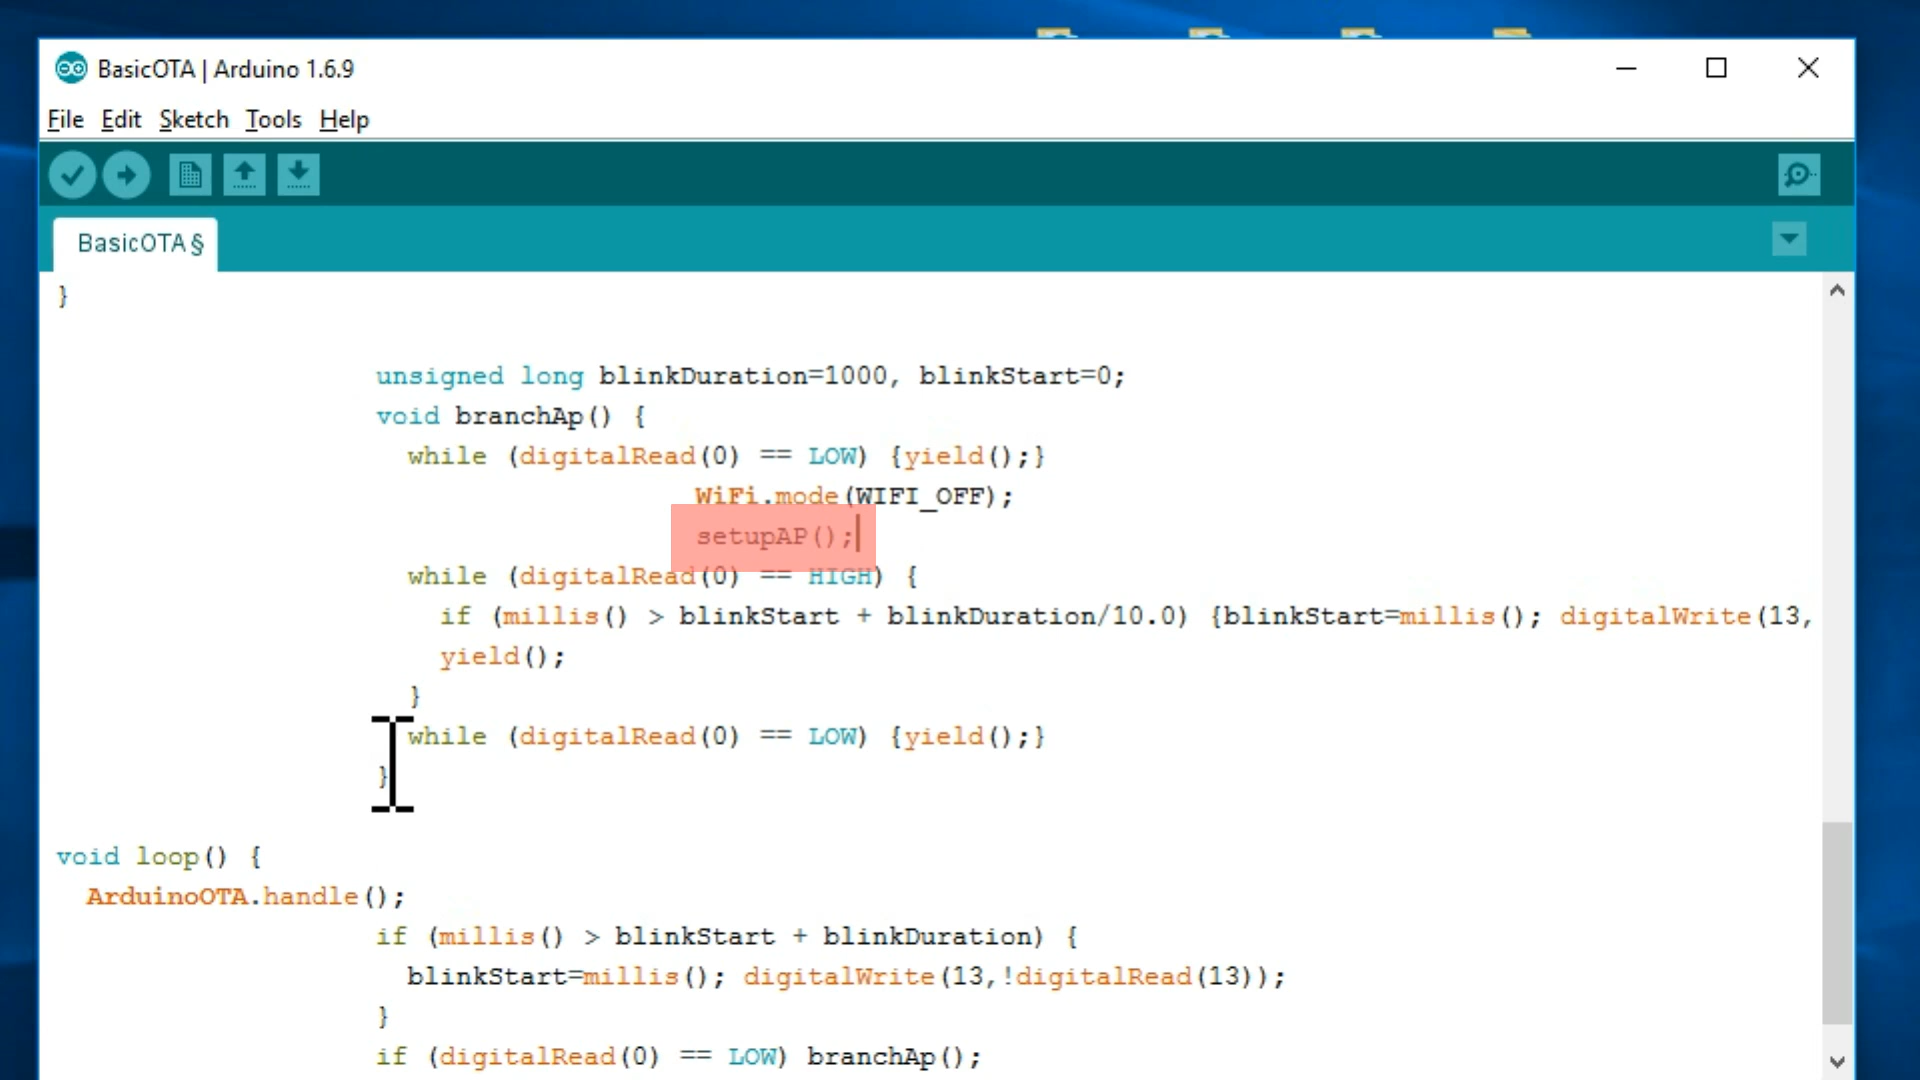 BasicOTA | Arduino 1.6.9
File Edit Sketch Tools Help
BasicOTA §
}
unsigned long blinkDuration=1000, blinkStart=0;
void branchAp() {
while (digitalRead(0) == LOW) {yield();}
WiFi.mode(WIFI_OFF);
setupAP();
while (digitalRead(0) == HIGH) {
if (millis() > blinkStart + blinkDuration/10.0) {blinkStart=millis(); digitalWrite(13,
yield();
}
while (digitalRead(0) == LOW) {yield();}
}
void loop() {
ArduinoOTA.handle();
if (millis() > blinkStart + blinkDuration) {
blinkStart=millis(); digitalWrite(13,!digitalRead(13));
}
if (digitalRead(0) == LOW) branchAp();